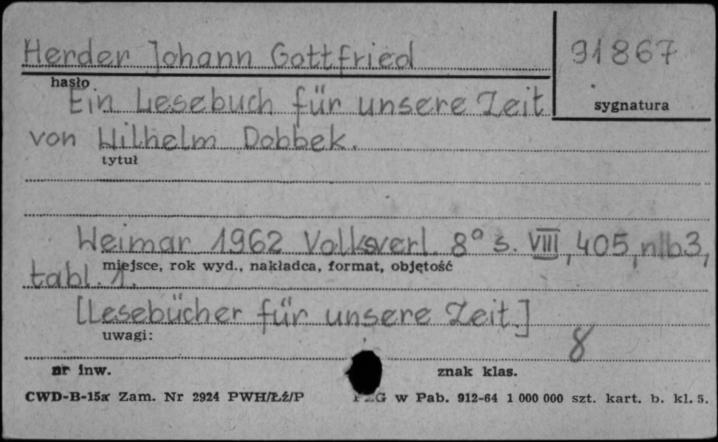 Herder Johann Gottfried
91867
hasło
sygnatura
Ein Lesebuch für unsere Zeit
von Wilhelm Dobbek.
tytuł
Weimar 1962 Volksverl. 8° s. VIII, 405, nlb3,
miejsce, rok wyd., nakładca, format, objętość
tabl. 1.
[Lesebücher für unsere Zeit.]
uwagi:
8
nr inw.
znak klas.
CWD-B-15a Zam. Nr 2924 PWH/Łż/P
w Pab. 912-64 1 000 000 szt. kart. b. kl. 5.